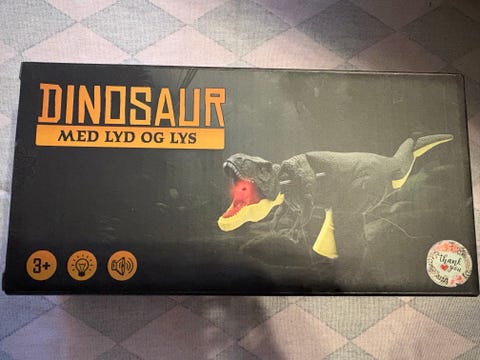 DINOSAUR
MED LYD OG LYS
3+
thank
you